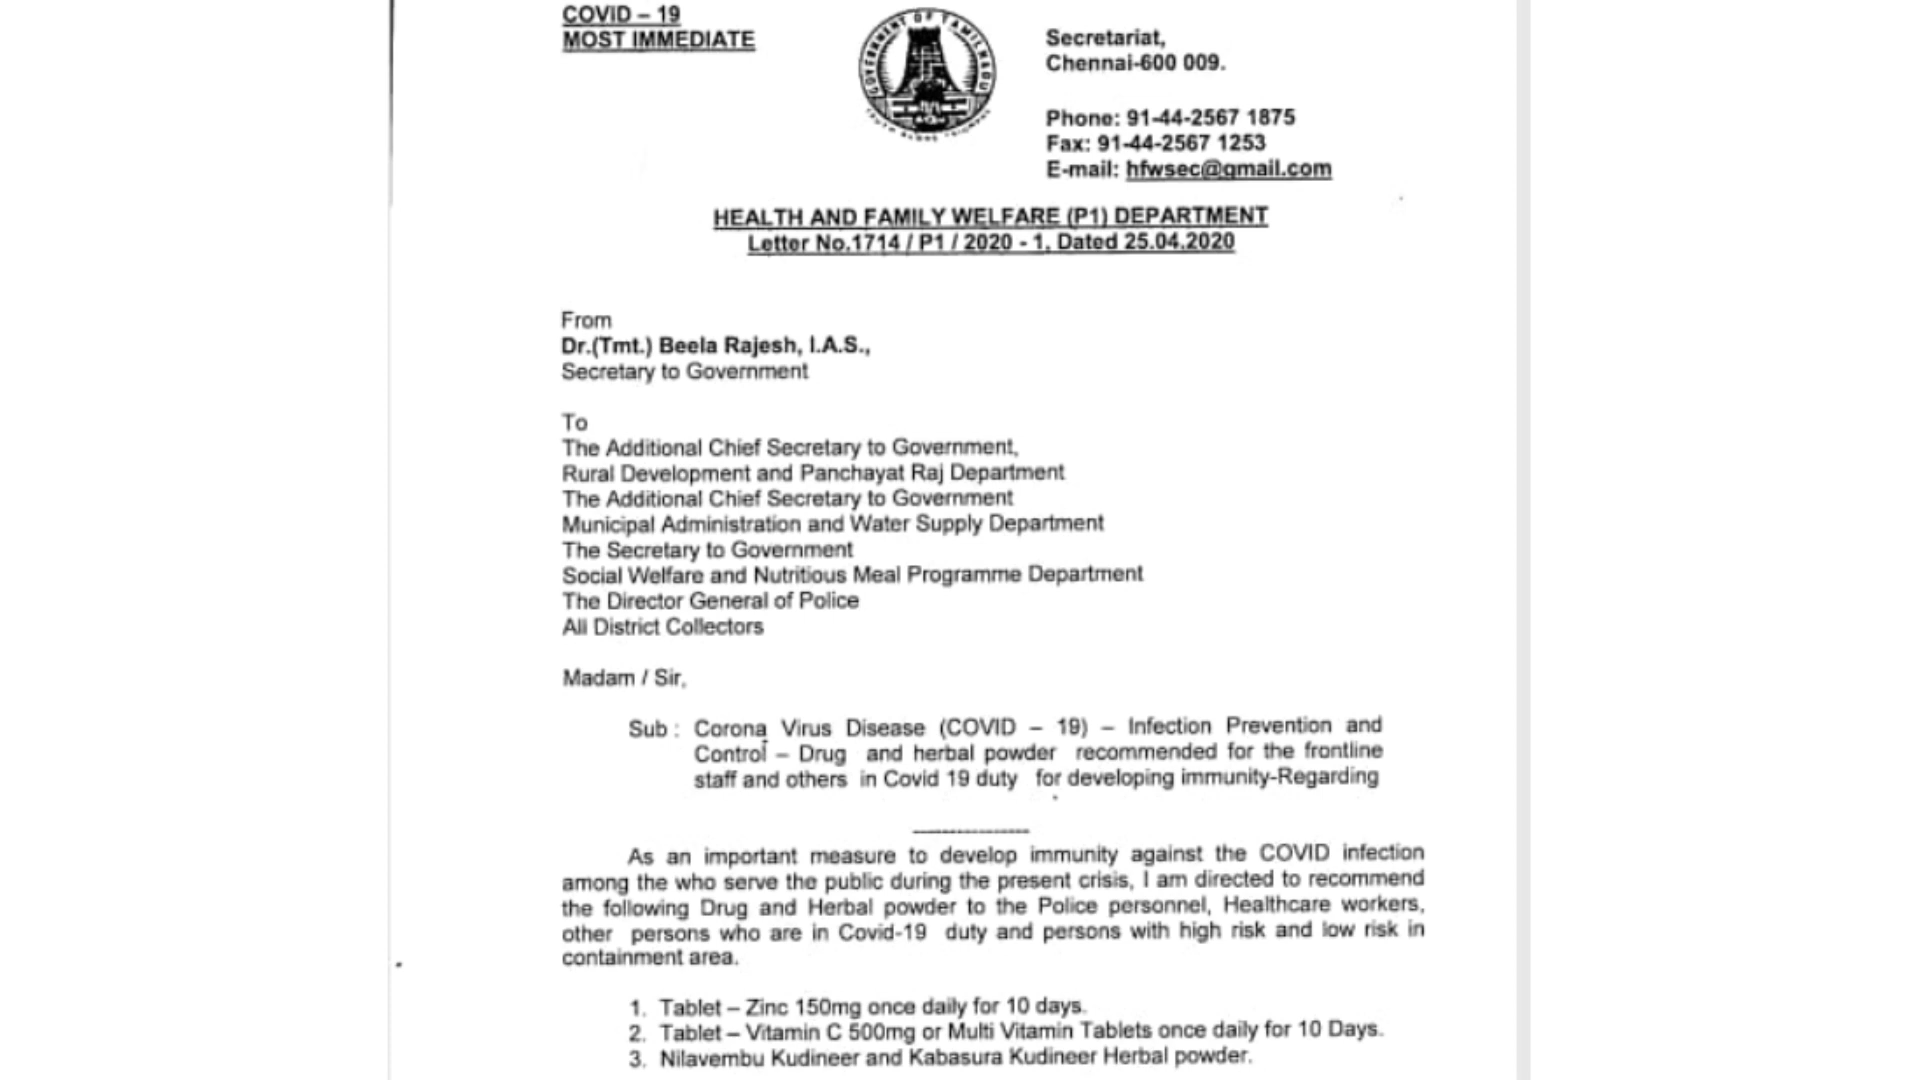 COVID – 19
MOST IMMEDIATE
GOVERNMENT OF TAMILNADU
Secretariat,
Chennai-600 009.
Phone: 91-44-2567 1875
Fax: 91-44-2567 1253
E-mail: hfwsec@gmail.com
HEALTH AND FAMILY WELFARE (P1) DEPARTMENT
Letter No.1714 / P1 / 2020 - 1, Dated 25.04.2020
From
Dr.(Tmt.) Beela Rajesh, I.A.S.,
Secretary to Government
To
The Additional Chief Secretary to Government,
Rural Development and Panchayat Raj Department
The Additional Chief Secretary to Government
Municipal Administration and Water Supply Department
The Secretary to Government
Social Welfare and Nutritious Meal Programme Department
The Director General of Police
All District Collectors
Madam / Sir,
Sub : Corona Virus Disease (COVID – 19) – Infection Prevention and
Control – Drug and herbal powder recommended for the frontline
staff and others in Covid 19 duty for developing immunity-Regarding
As an important measure to develop immunity against the COVID infection
among the who serve the public during the present crisis, I am directed to recommend
the following Drug and Herbal powder to the Police personnel, Healthcare workers,
other persons who are in Covid-19 duty and persons with high risk and low risk in
containment area.
1. Tablet – Zinc 150mg once daily for 10 days.
2. Tablet – Vitamin C 500mg or Multi Vitamin Tablets once daily for 10 Days.
3. Nilavembu Kudineer and Kabasura Kudineer Herbal powder.